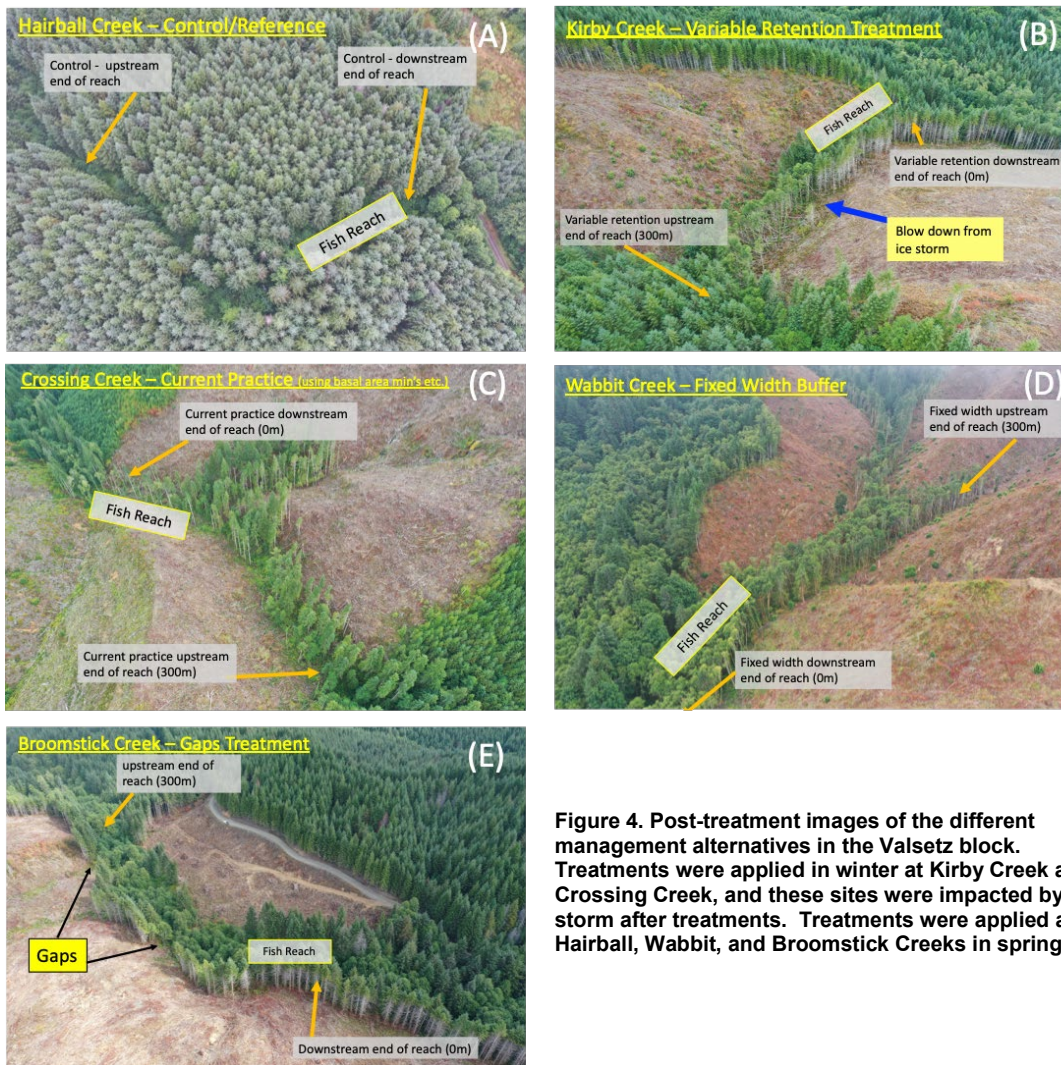 Hairball Creek – Control/Reference
(A)
Control - upstream
end of reach
Control - downstream
end of reach
Fish Reach
Kirby Creek – Variable Retention Treatment
(B)
Fish Reach
Variable retention downstream
end of reach (0m)
Variable retention upstream
end of reach (300m)
Blow down from
ice storm
Crossing Creek – Current Practice (using basal area min's etc.)
(C)
Current practice downstream
end of reach (0m)
Fish Reach
Current practice upstream
end of reach (300m)
Wabbit Creek – Fixed Width Buffer
(D)
Fixed width upstream
end of reach (300m)
Fish Reach
Fixed width downstream
end of reach (0m)
Broomstick Creek – Gaps Treatment
(E)
upstream end of
reach (300m)
Gaps
Fish Reach
Downstream end of reach (0m)
Figure 4. Post-treatment images of the different
management alternatives in the Valsetz block.
Treatments were applied in winter at Kirby Creek
Crossing Creek, and these sites were impacted by
storm after treatments. Treatments were applied
Hairball, Wabbit, and Broomstick Creeks in spring